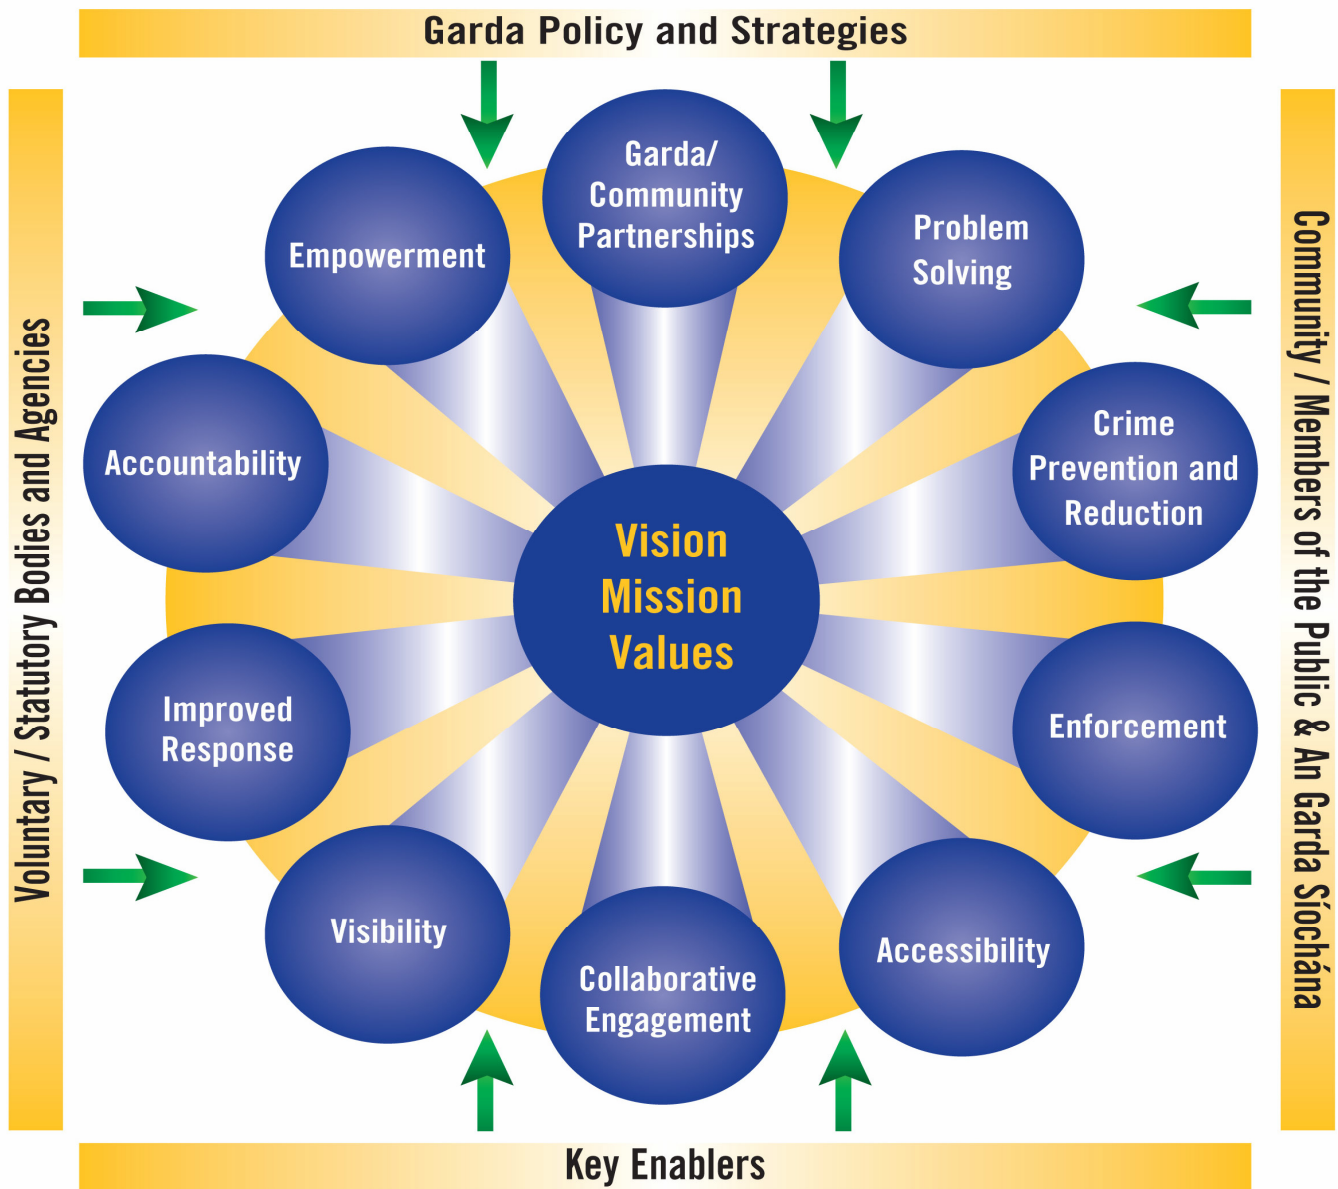 Garda Policy and Strategies
Voluntary / Statutory Bodies and Agencies
Community / Members of the Public & An Garda Síochána
Garda/
Community
Partnerships
Problem
Solving
Crime
Prevention and
Reduction
Enforcement
Accessibility
Collaborative
Engagement
Visibility
Improved
Response
Accountability
Empowerment
Vision
Mission
Values
Key Enablers